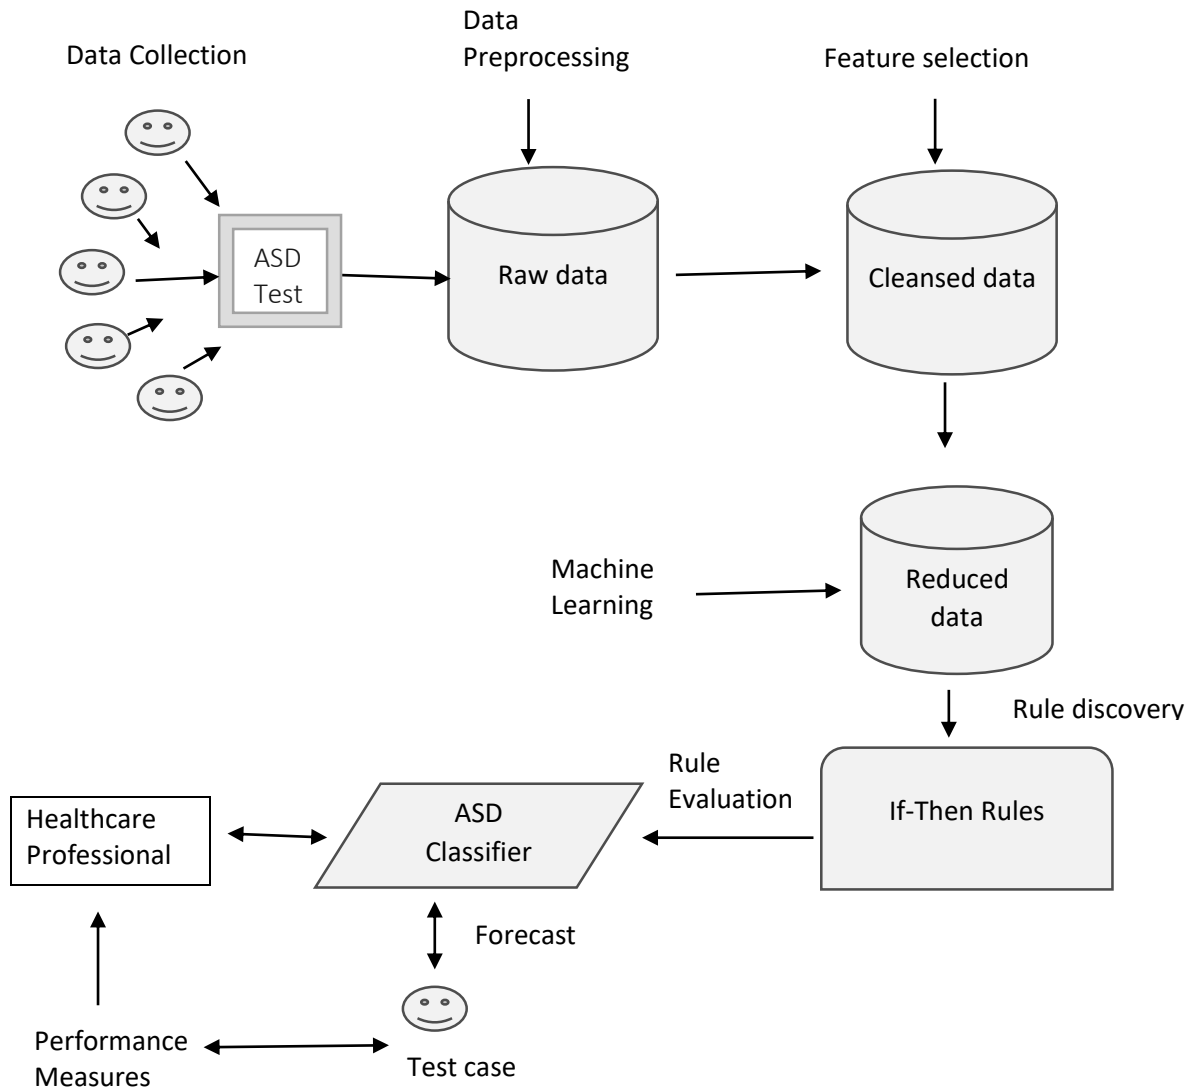 Data Collection
Data
Preprocessing
Feature selection
ASD
Test
Raw data
Cleansed data
Machine
Learning
Reduced
data
Rule discovery
If-Then Rules
Rule
Evaluation
ASD
Classifier
Healthcare
Professional
Forecast
Performance
Measures
Test case